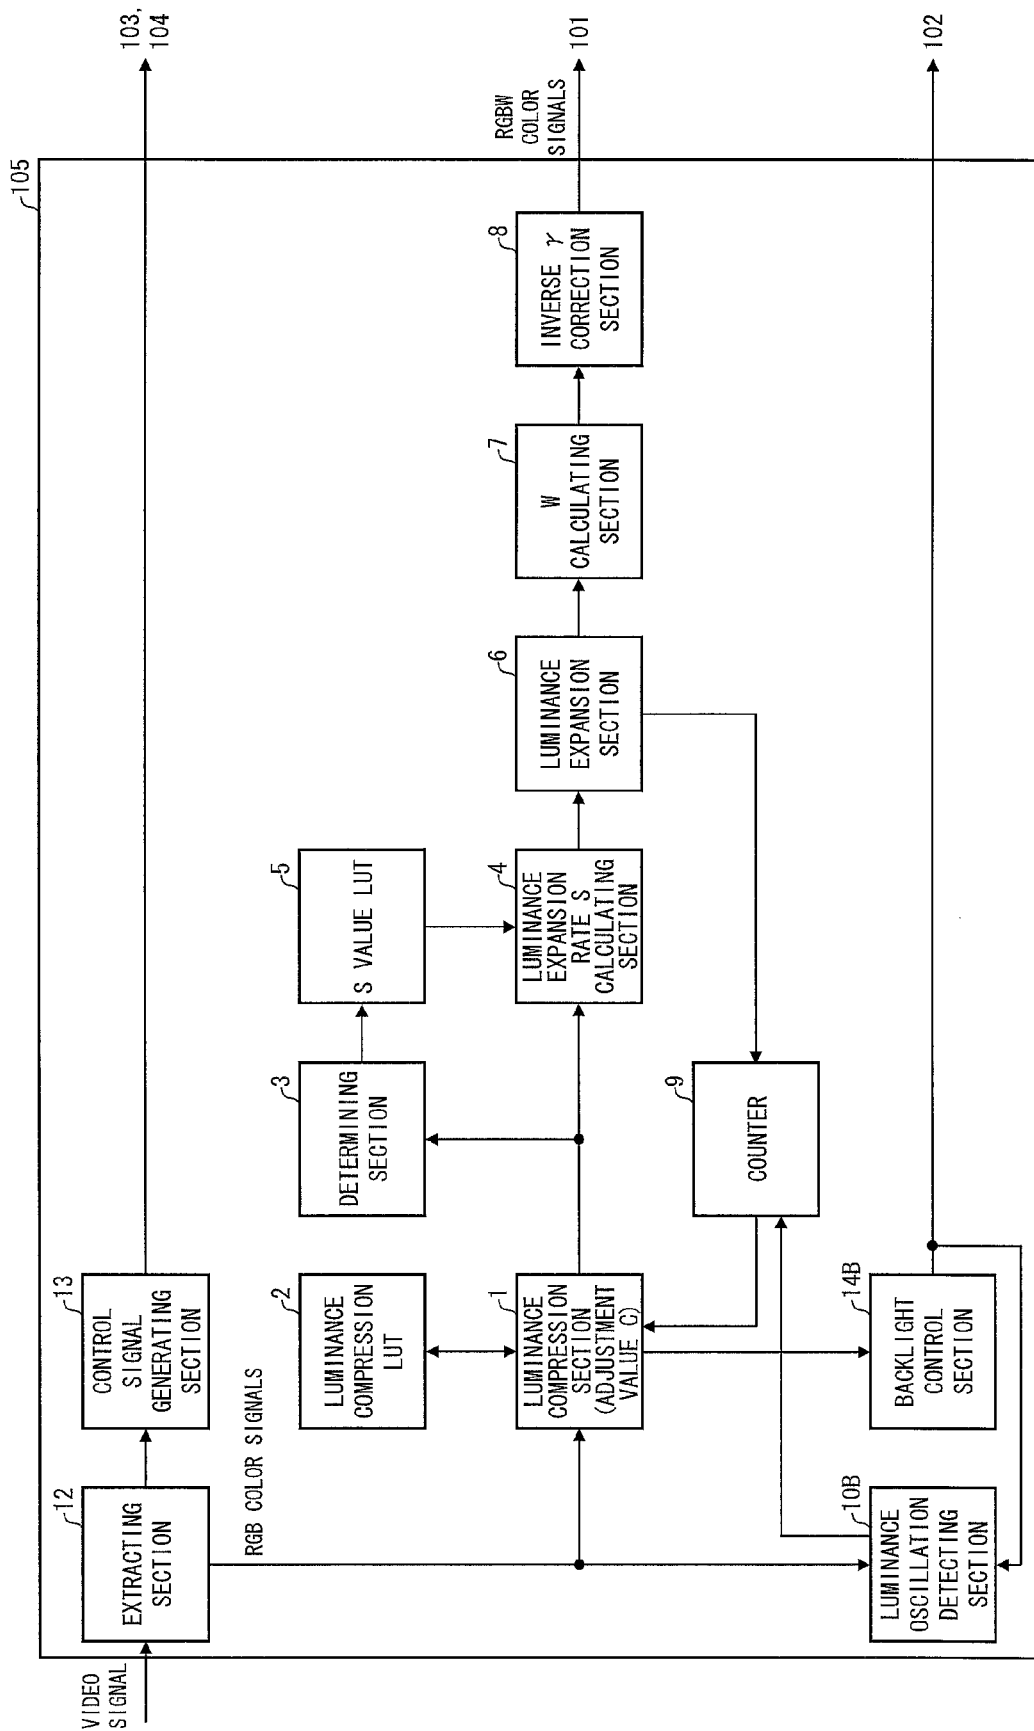 105
VIDEO
SIGNAL
12
EXTRACTING
SECTION
13
CONTROL
SIGNAL
GENERATING
SECTION
103,
104
RGB COLOR SIGNALS
2
LUMINANCE
COMPRESSION
LUT
3
DETERMINING
SECTION
5
S VALUE LUT
1
LUMINANCE
COMPRESSION
SECTION
(ADJUSTMENT
VALUE C)
4
LUMINANCE
EXPANSION
RATE S
CALCULATING
SECTION
6
LUMINANCE
EXPANSION
SECTION
7
W
CALCULATING
SECTION
8
INVERSE γ
CORRECTION
SECTION
RGBW
COLOR
SIGNALS
101
9
COUNTER
10B
LUMINANCE
OSCILLATION
DETECTING
SECTION
14B
BACKLIGHT
CONTROL
SECTION
102